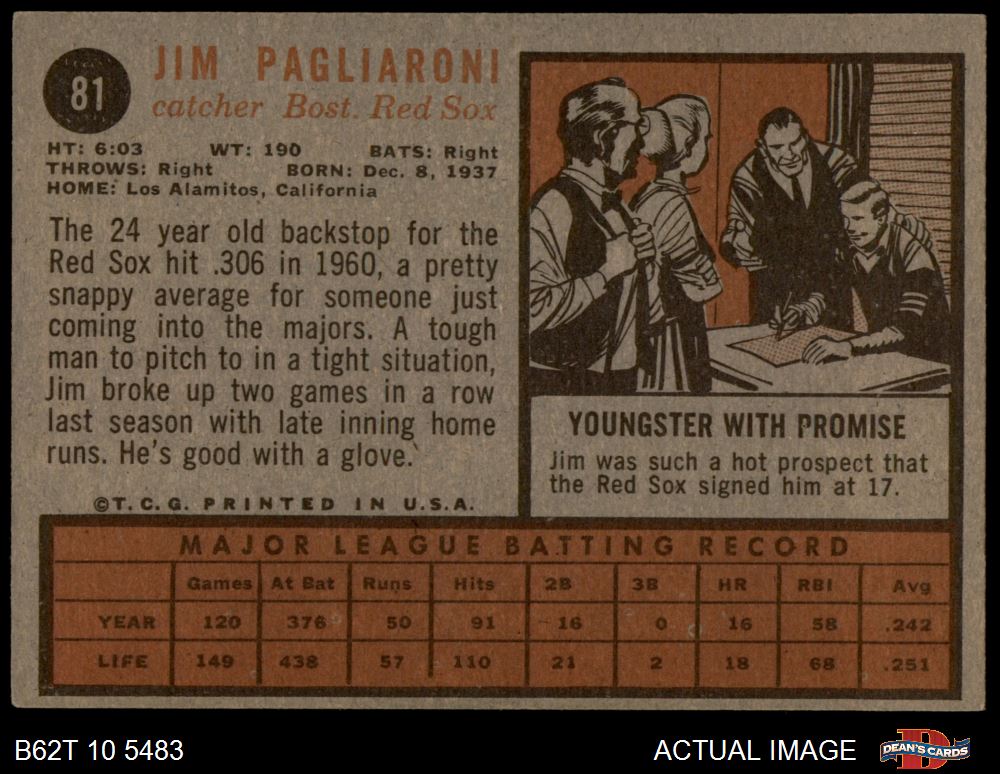 81
JIM PAGLIARONI
catcher Bost. Red Sox
HT: 6:03 WT: 190 BATS: Right
THROWS: Right BORN: Dec. 8, 1937
HOME: Los Alamitos, California
The 24 year old backstop for the
Red Sox hit .306 in 1960, a pretty
snappy average for someone just
coming into the majors. A tough
man to pitch to in a tight situation,
Jim broke up two games in a row
last season with late inning home
runs. He's good with a glove.
©T.C.G. PRINTED IN U.S.A.
YOUNGSTER WITH PROMISE
Jim was such a hot prospect that
the Red Sox signed him at 17.
MAJOR LEAGUE BATTING RECORD
Games At Bat Runs Hits 2B 3B HR RBI Avg
YEAR 120 376 50 91 16 0 16 58 .242
LIFE 149 438 57 110 21 2 18 68 .251
B62T 10 5483
ACTUAL IMAGE
DEAN'S CARDS